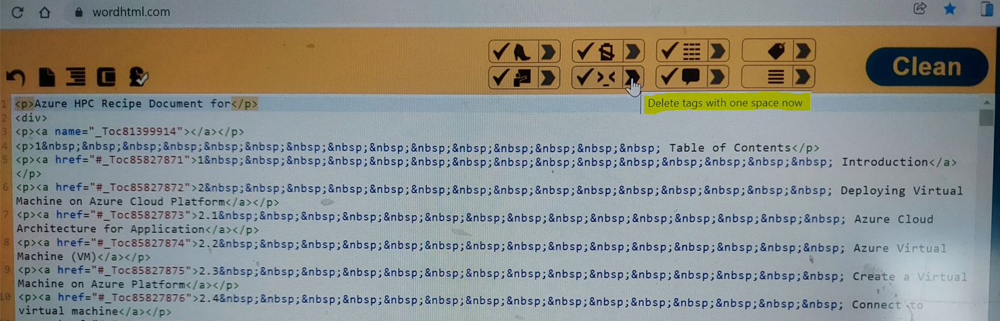 wordhtml.com
Clean
Delete tags with one space now
1 <p>Azure HPC Recipe Document for</p>
2 <div>
3 <p><a name="_Toc81399914"></a></p>
4 <p>1&nbsp;&nbsp;&nbsp;&nbsp;&nbsp;&nbsp;&nbsp;&nbsp;&nbsp;&nbsp;&nbsp;&nbsp;&nbsp;&nbsp;&nbsp; Table of Contents</p>
5 <p><a href="#_Toc85827871">1&nbsp;&nbsp;&nbsp;&nbsp;&nbsp;&nbsp;&nbsp;&nbsp;&nbsp;&nbsp;&nbsp;&nbsp;&nbsp;&nbsp;&nbsp; Introduction</a>
</p>
6 <p><a href="#_Toc85827872">2&nbsp;&nbsp;&nbsp;&nbsp;&nbsp;&nbsp;&nbsp;&nbsp;&nbsp;&nbsp;&nbsp;&nbsp;&nbsp;&nbsp;&nbsp; Deploying Virtual
Machine on Azure Cloud Platform</a></p>
7 <p><a href="#_Toc85827873">2.1&nbsp;&nbsp;&nbsp;&nbsp;&nbsp;&nbsp;&nbsp;&nbsp;&nbsp;&nbsp;&nbsp;&nbsp;&nbsp;&nbsp;&nbsp; Azure Cloud
Architecture for Application</a></p>
8 <p><a href="#_Toc85827874">2.2&nbsp;&nbsp;&nbsp;&nbsp;&nbsp;&nbsp;&nbsp;&nbsp;&nbsp;&nbsp;&nbsp;&nbsp;&nbsp;&nbsp;&nbsp; Azure Virtual
Machine (VM)</a></p>
9 <p><a href="#_Toc85827875">2.3&nbsp;&nbsp;&nbsp;&nbsp;&nbsp;&nbsp;&nbsp;&nbsp;&nbsp;&nbsp;&nbsp;&nbsp;&nbsp;&nbsp;&nbsp; Create a Virtual
Machine on Azure Platform</a></p>
10 <p><a href="#_Toc85827876">2.4&nbsp;&nbsp;&nbsp;&nbsp;&nbsp;&nbsp;&nbsp;&nbsp;&nbsp;&nbsp;&nbsp;&nbsp;&nbsp;&nbsp;&nbsp; Connect to
virtual machine</a></p>